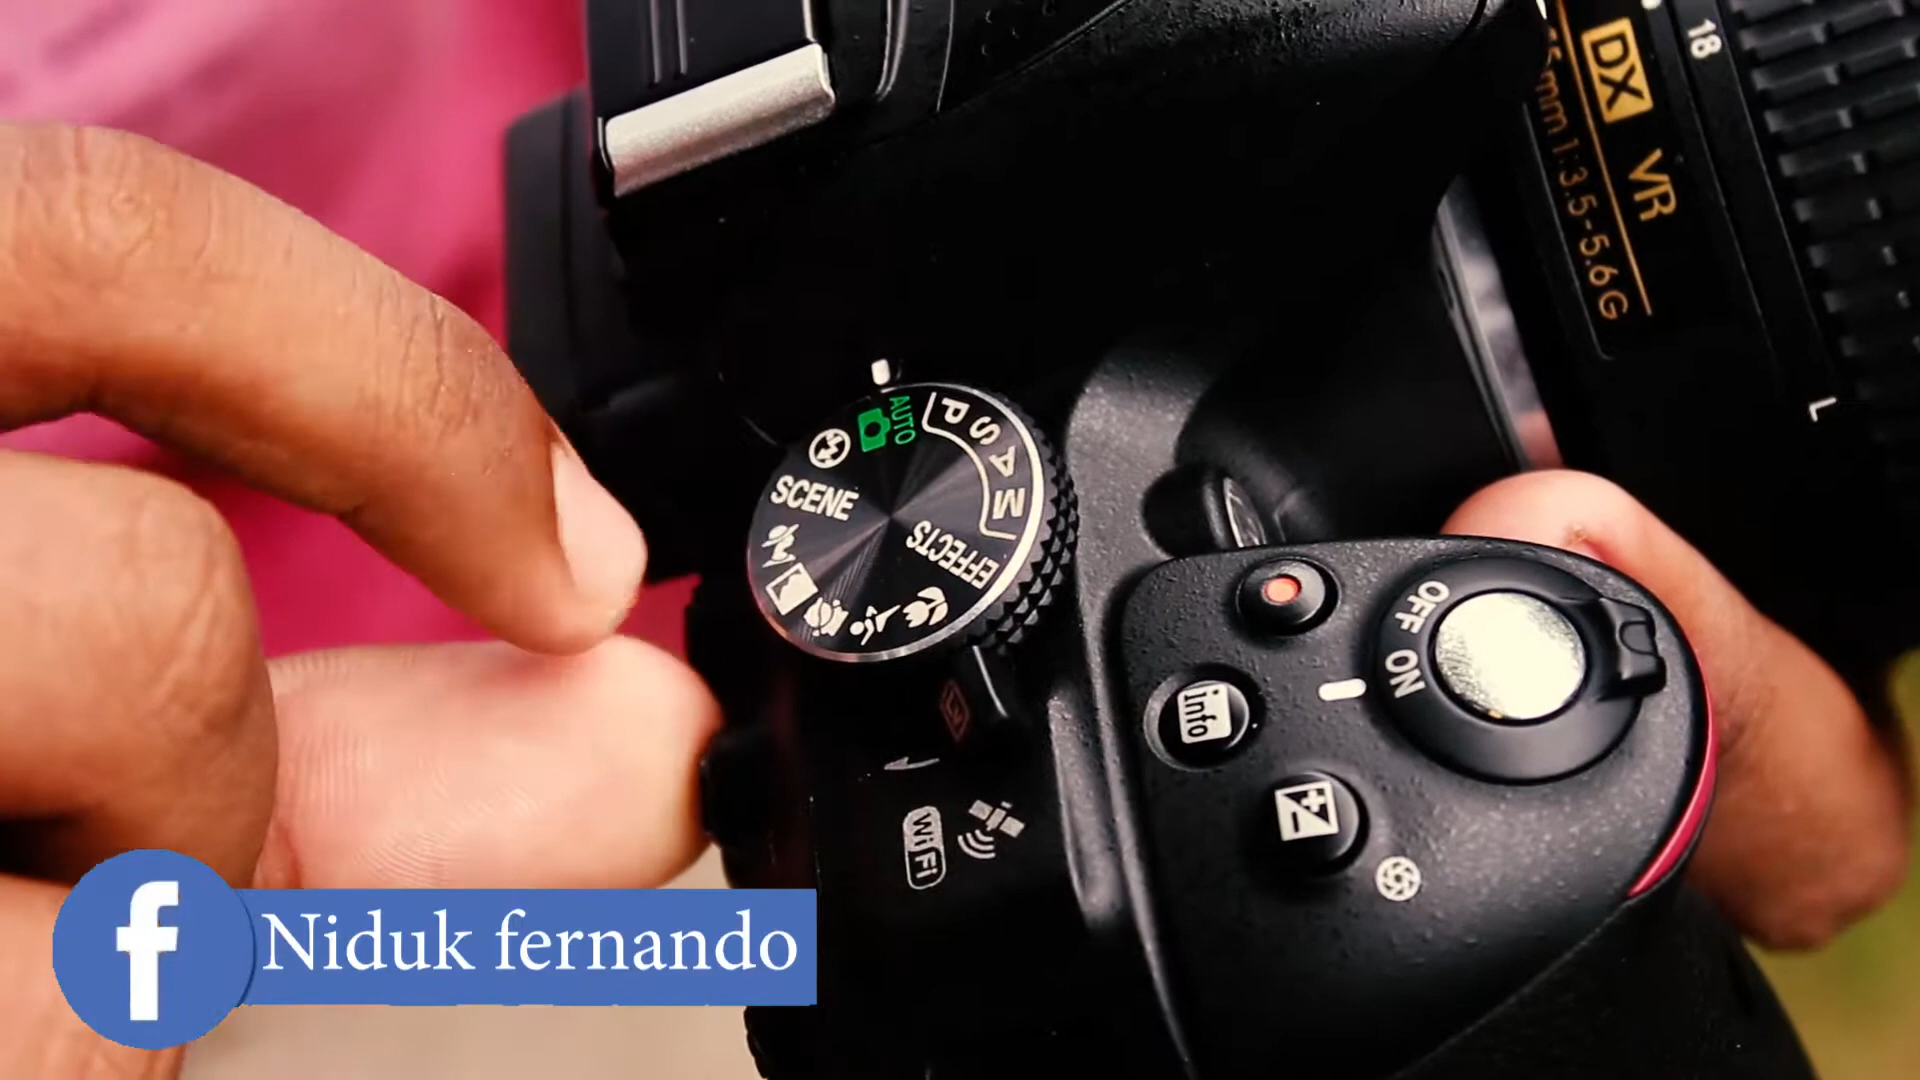 DX
VR
18
mm 1:3.5-5.6G
L
AUTO
P
S
A
M
SCENE
EFFECTS
OFF
ON
info
Lv
Wi Fi
f Niduk fernando